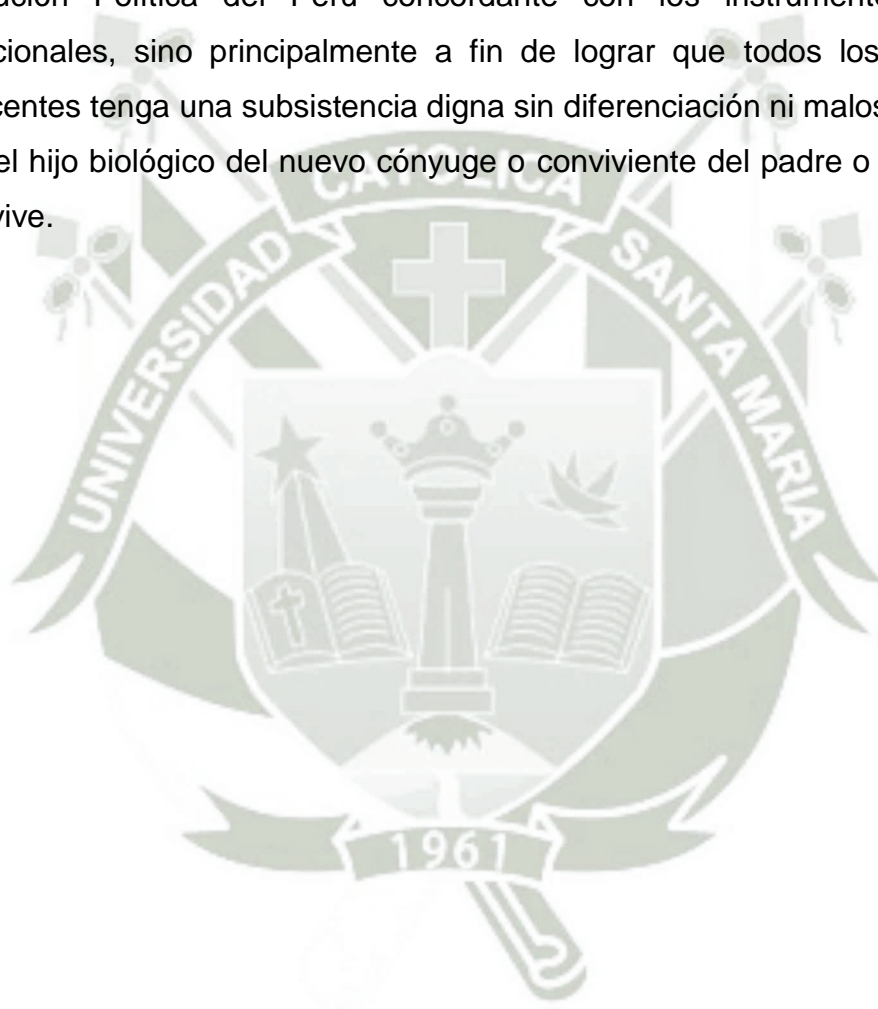 ución Política del Perú concordante con los instrumento
cionales, sino principalmente a fin de lograr que todos los
centes tenga una subsistencia digna sin diferenciación ni malos
el hijo biológico del nuevo cónyuge o conviviente del padre o
vive.
UNIVERSIDAD CATOLICA SANTA MARIA
1961